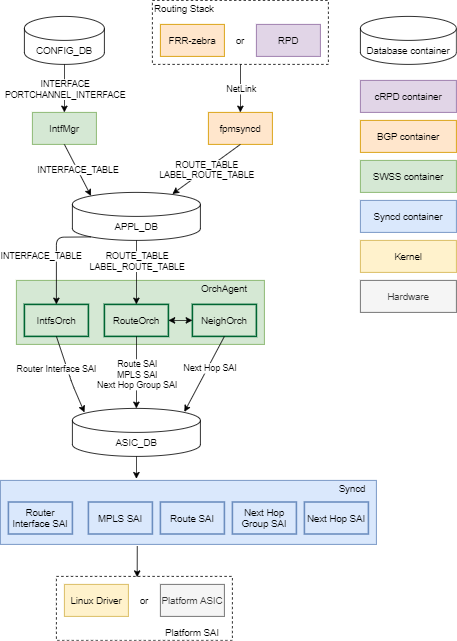 Routing Stack
CONFIG_DB
FRR-zebra
or
RPD
Database container
INTERFACE
PORTCHANNEL_INTERFACE
NetLink
cRPD container
IntfMgr
fpmsyncd
BGP container
INTERFACE_TABLE
ROUTE_TABLE
LABEL_ROUTE_TABLE
SWSS container
APPL_DB
Syncd container
INTERFACE_TABLE
ROUTE_TABLE
LABEL_ROUTE_TABLE
Kernel
OrchAgent
Hardware
IntfsOrch
RouteOrch
NeighOrch
Router Interface SAI
Route SAI
MPLS SAI
Next Hop Group SAI
Next Hop SAI
ASIC_DB
Syncd
Router
Interface SAI
MPLS SAI
Route SAI
Next Hop
Group SAI
Next Hop SAI
Linux Driver
or
Platform ASIC
Platform SAI